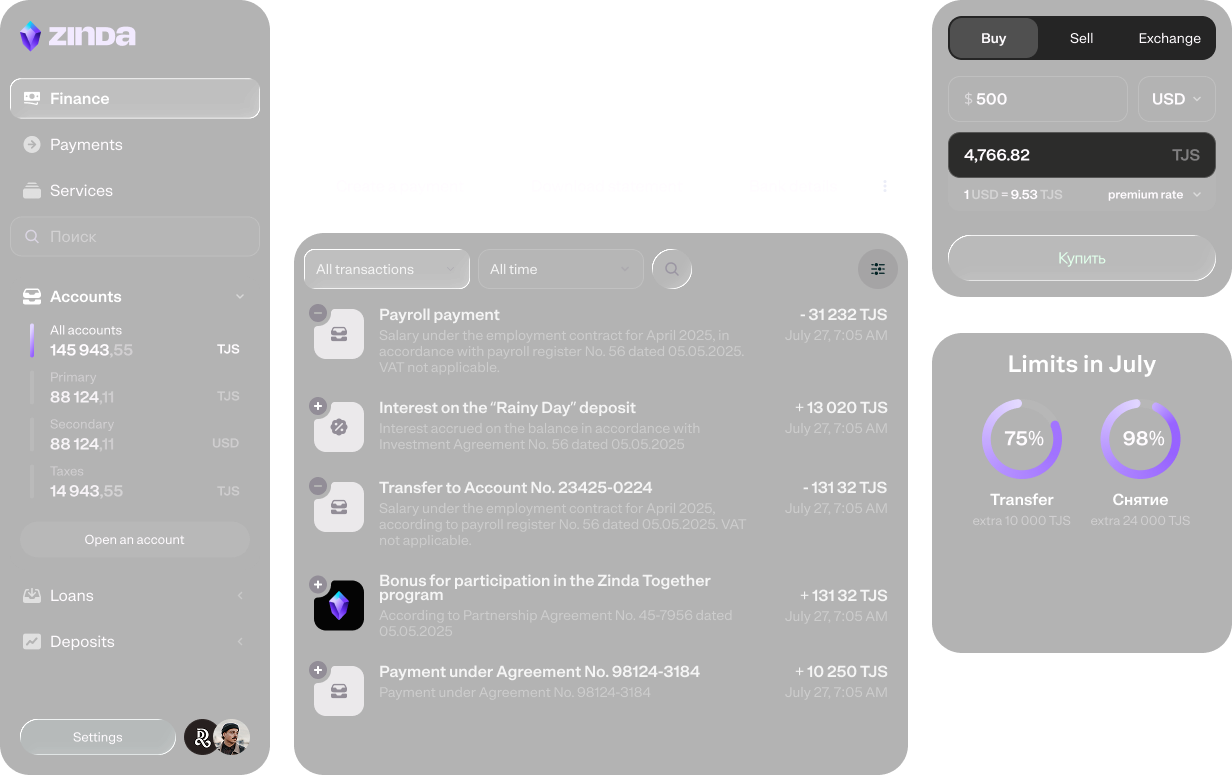 zinda
Finance
Payments
Services
Поиск
Accounts
All accounts
145 943,55 TJS
Primary
88 124,11 TJS
Secondary
88 124,11 USD
Taxes
14 943,55 TJS
Open an account
Loans
Deposits
Settings
All transactions
All time
Payroll payment
- 31 232 TJS
Salary under the employment contract for April 2025, in
accordance with payroll register No. 56 dated 05.05.2025.
VAT not applicable.
July 27, 7:05 AM
Interest on the “Rainy Day” deposit
+ 13 020 TJS
Interest accrued on the balance in accordance with
Investment Agreement No. 56 dated 05.05.2025
July 27, 7:05 AM
Transfer to Account No. 23425-0224
- 131 32 TJS
Salary under the employment contract for April 2025,
according to payroll register No. 56 dated 05.05.2025. VAT
not applicable.
July 27, 7:05 AM
Bonus for participation in the Zinda Together
program
+ 131 32 TJS
According to Partnership Agreement No. 45-7956 dated
05.05.2025
July 27, 7:05 AM
Payment under Agreement No. 98124-3184
+ 10 250 TJS
Payment under Agreement No. 98124-3184
July 27, 7:05 AM
Buy
Sell
Exchange
$ 500
USD
4,766.82 TJS
1 USD = 9.53 TJS
premium rate
Купить
Limits in July
75%
98%
Transfer
Снятие
extra 10 000 TJS
extra 24 000 TJS